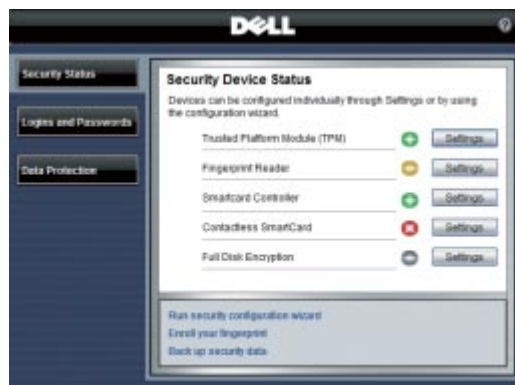 DELL
Security Status
Logins and Passwords
Data Protection
Security Device Status
Devices can be configured individually through Settings or by using
the configuration wizard.
Trusted Platform Module (TPM)
Settings
Fingerprint Reader
Settings
Smartcard Controller
Settings
Contactless SmartCard
Settings
Full Disk Encryption
Settings
Run security configuration wizard
Enroll your fingerprint
Back up security data